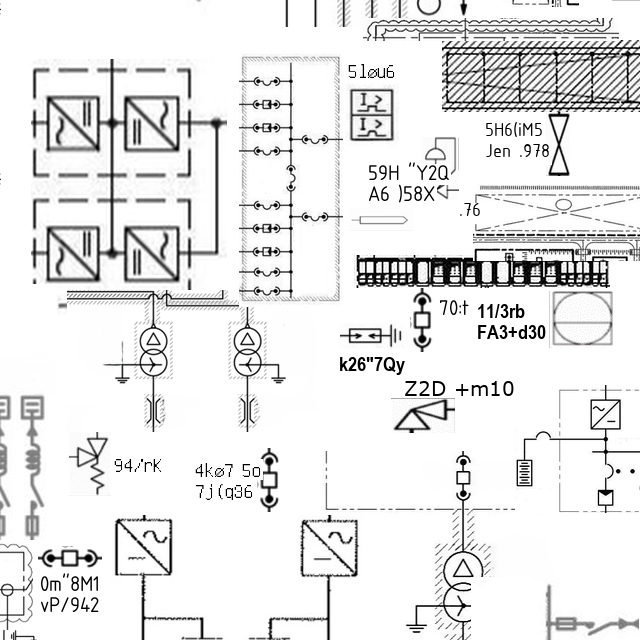 5løu6
5H6(iM5
Jen .978
59H "Y2Q
A6 )58X
.76
70:t
11/3rb
FA3+d30
k26"7Qy
Z2D +m10
94/'rK
4kø7 5o
7j(q36
0m"8M1
vP/942